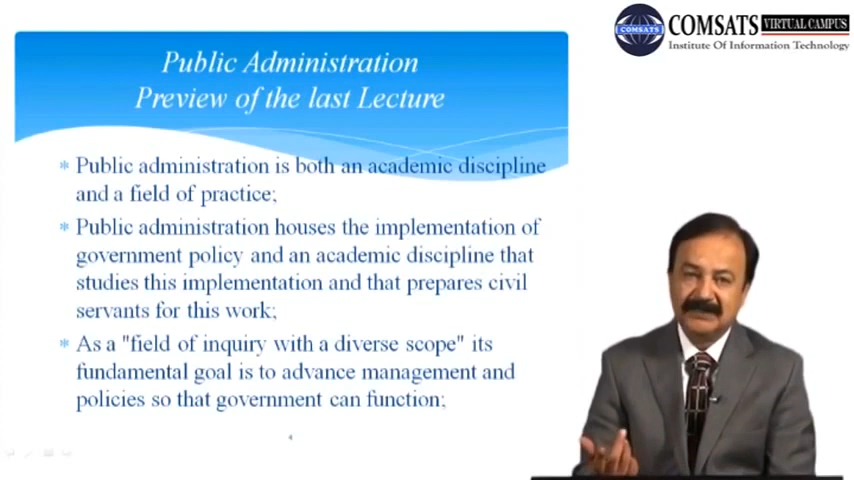 Public Administration
Preview of the last Lecture
* Public administration is both an academic discipline
and a field of practice;
* Public administration houses the implementation of
government policy and an academic discipline that
studies this implementation and that prepares civil
servants for this work;
* As a "field of inquiry with a diverse scope" its
fundamental goal is to advance management and
policies so that government can function;
4
COMSATS
COMSATS VIRTUAL CAMPUS
Institute Of Information Technology